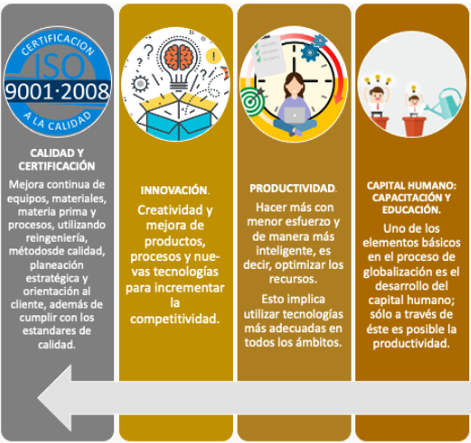 CERTIFICACION
ISO
9001·2008
A LA CALIDAD
CALIDAD Y
CERTIFICACIÓN
Mejora continua de
equipos, materiales,
materia prima y
procesos, utilizando
reingeniería,
métodosde calidad,
planeación
estratégica y
orientación al
cliente, además de
cumplir con los
estandares de
calidad.
INNOVACIÓN.
Creatividad y
mejora de
productos,
procesos y nue-
vas tecnologías
para incrementar
la
competitividad.
PRODUCTIVIDAD.
Hacer más con
menor esfuerzo y
de manera más
inteligente, es
decir, optimizar los
recursos.
Esto implica
utilizar tecnologías
más adecuadas en
todos los ámbitos.
CAPITAL HUMANO:
CAPACITACIÓN Y
EDUCACIÓN.
Uno de los
elementos básicos
en el proceso de
globalización es el
desarrollo del
capital humano;
sólo a través de
éste es posible la
productividad.